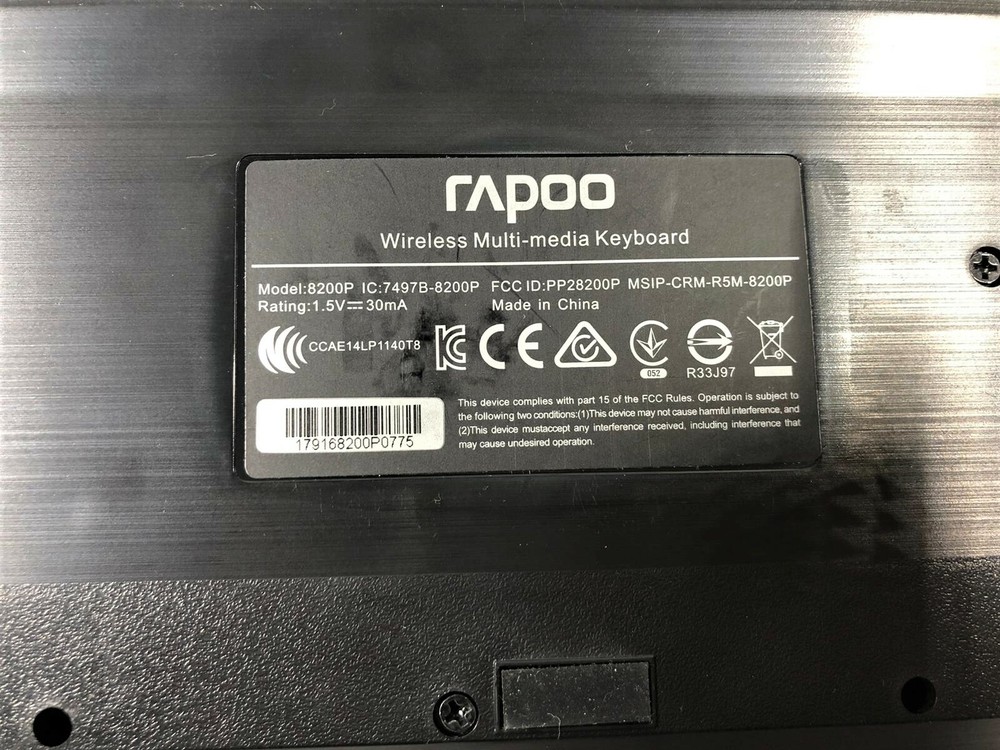 rapoo
Wireless Multi-media Keyboard
Model:8200P IC:7497B-8200P FCC ID:PP28200P MSIP-CRM-R5M-8200P
Rating:1.5V⎓30mA Made in China
CCAE14LP1140T8
052
R33J97
This device complies with part 15 of the FCC Rules. Operation is subject to
the following two conditions:(1)This device may not cause harmful interference, and
(2)This device mustaccept any interference received, including interference that
may cause undesired operation.
179168200P0775